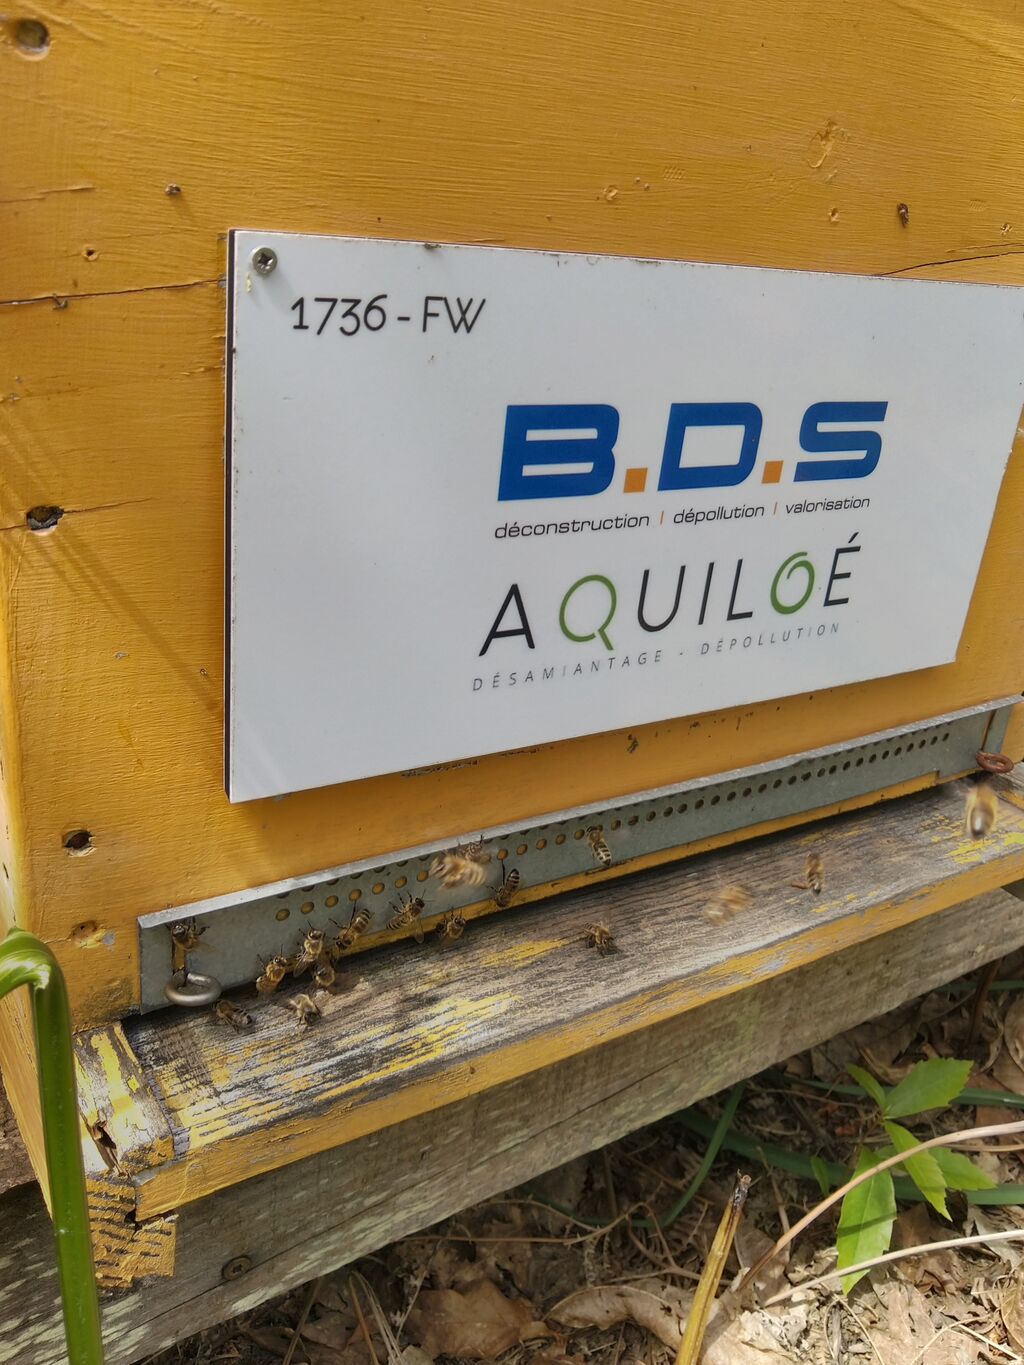 1736 - FW
B.D.S
déconstruction | dépollution | valorisation
AQUILOÉ
DÉSAMIANTAGE - DÉPOLLUTION